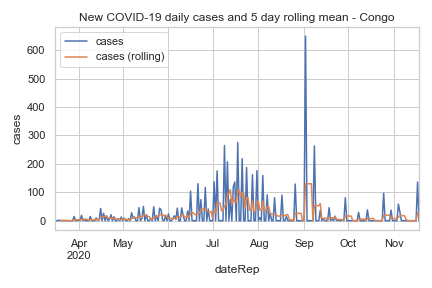 New COVID-19 daily cases and 5 day rolling mean - Congo
cases
cases (rolling)
600
500
400
300
200
100
0
cases
Apr May Jun Jul Aug Sep Oct Nov
2020
dateRep